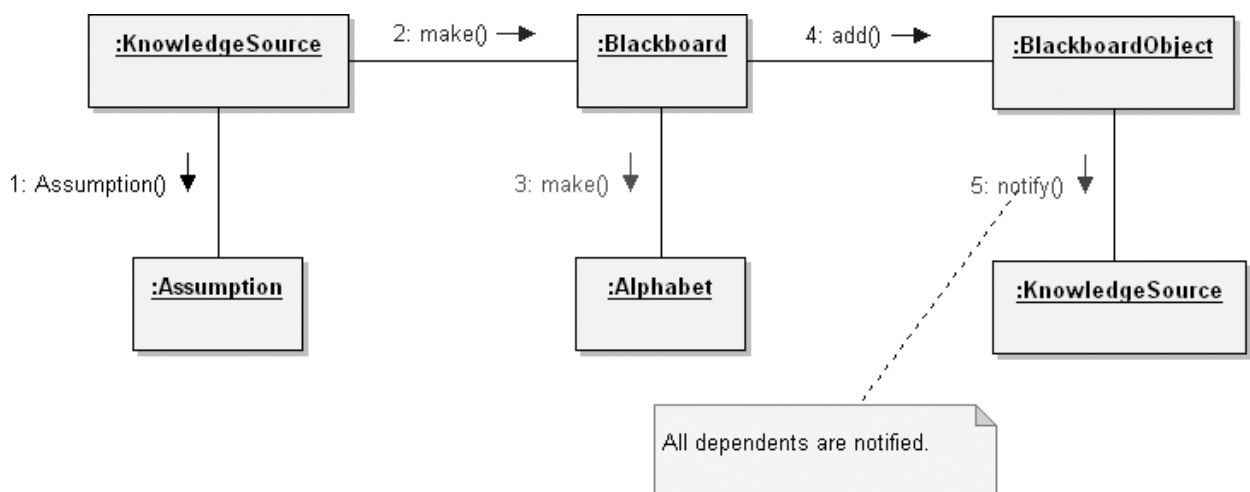 :KnowledgeSource
2: make()
:Blackboard
4: add()
:BlackboardObject
1: Assumption()
3: make()
5: notify()
:Assumption
:Alphabet
:KnowledgeSource
All dependents are notified.